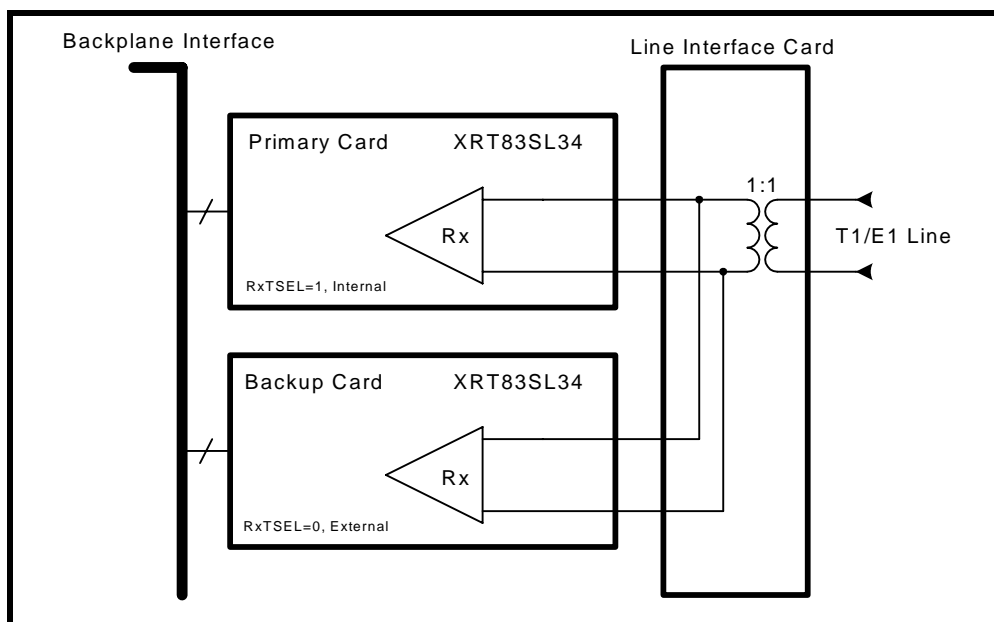 Backplane Interface
Line Interface Card
Primary Card XRT83SL34
Rx
RxTSEL=1, Internal
1:1
T1/E1 Line
Backup Card XRT83SL34
Rx
RxTSEL=0, External